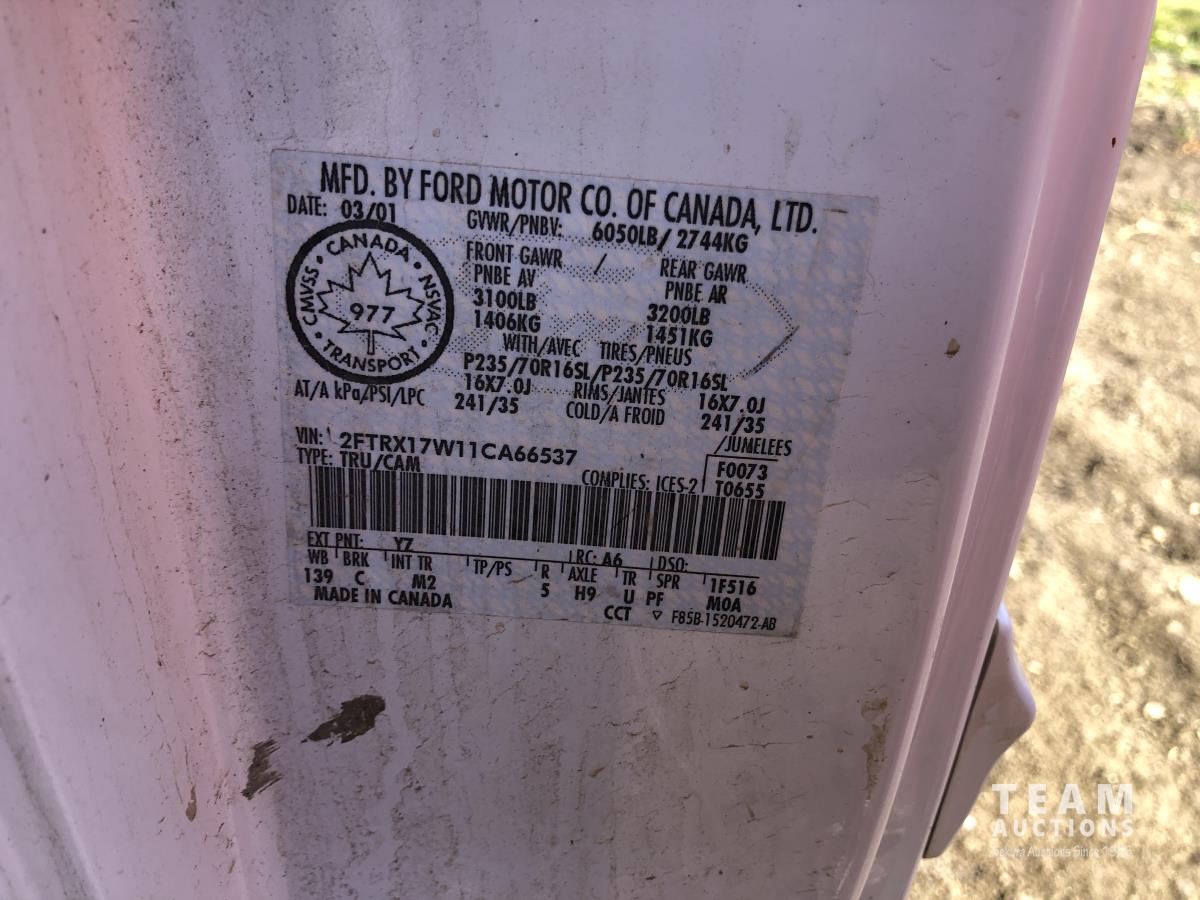 MFD. BY FORD MOTOR CO. OF CANADA, LTD.
DATE: 03/01 GVWR/PNBV: 6050LB/ 2744KG
CANADA
CMVSS NSVAC
977
TRANSPORT
FRONT GAWR / REAR GAWR
PNBE AV PNBE AR
3100LB 3200LB
1406KG 1451KG
WITH/AVEC TIRES/PNEUS
P235/70R16SL/P235/70R16SL
16X7.0J RIMS/JANTES 16X7.0J
AT/A kPa/PSI/LPC 241/35 COLD/A FROID 241/35
/JUMELEES
VIN: 2FTRX17W11CA66537 F0073
TYPE: TRU/CAM COMPLIES: ICES-2 T0655
EXT PNT: YZ RC: A6 DSO:
WB BRK INT TR TP/PS R AXLE TR SPR 1F516
139 C M2 5 H9 U PF M0A
MADE IN CANADA CCT F85B-1520472-AB
TEAM
AUCTIONS
Auctions Since